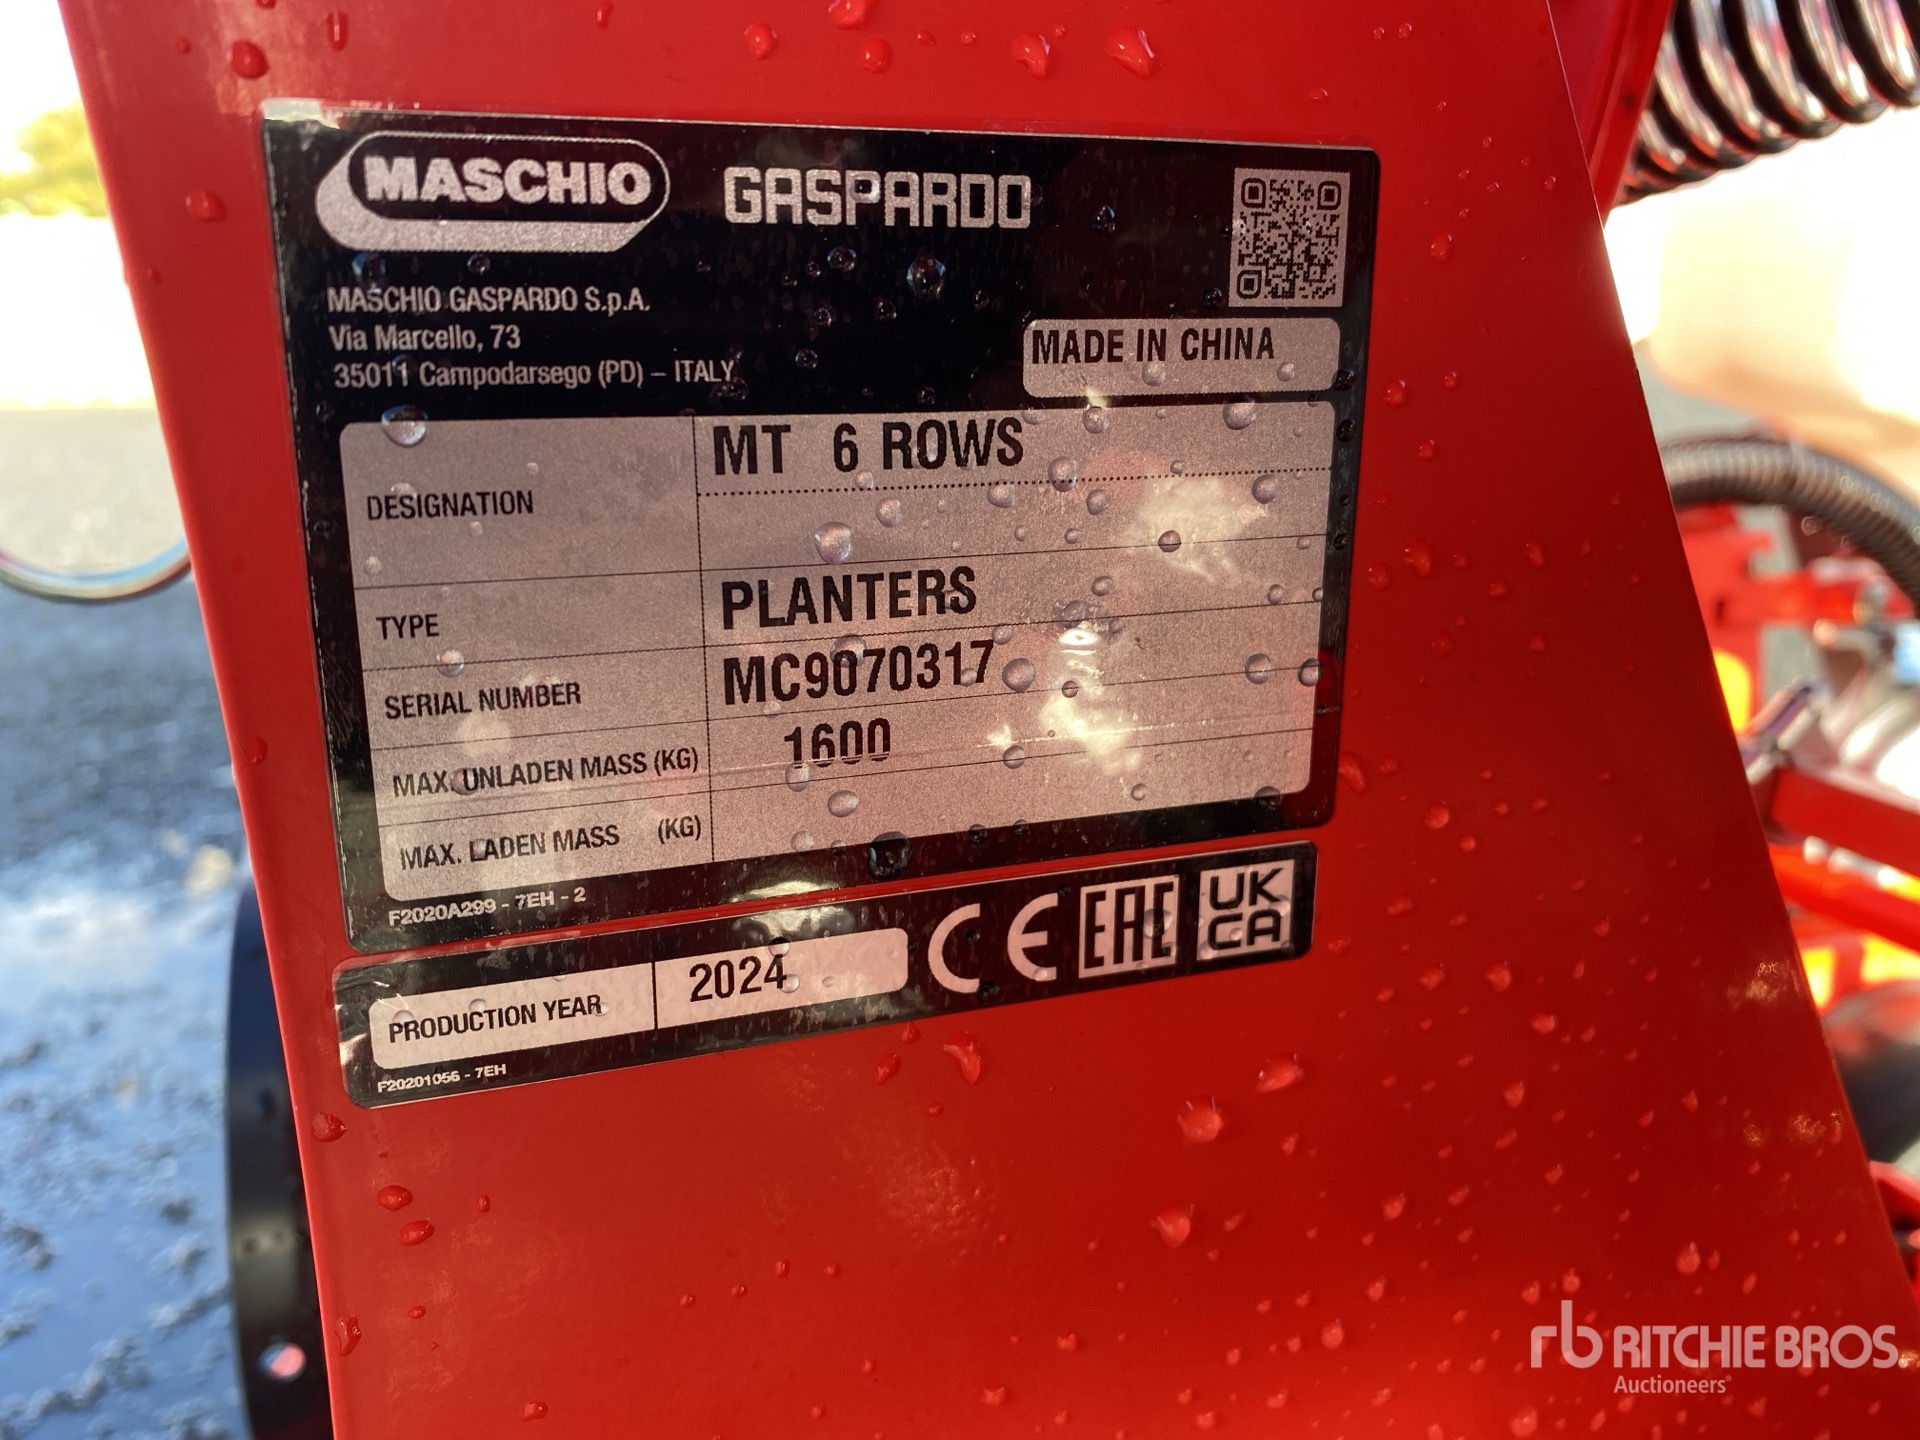 MASCHIO GASPARDO
MASCHIO GASPARDO S.p.A.
Via Marcello, 73
35011 Campodarsego (PD) – ITALY
MADE IN CHINA
DESIGNATION MT 6 ROWS
TYPE PLANTERS
SERIAL NUMBER MC9070317
MAX. UNLADEN MASS (KG) 1600
MAX. LADEN MASS (KG)
F2020A299 - 7EH - 2
PRODUCTION YEAR 2024
CE EAC UK CA
F20201056 - 7EH
rb RITCHIE BROS.
Auctioneers®